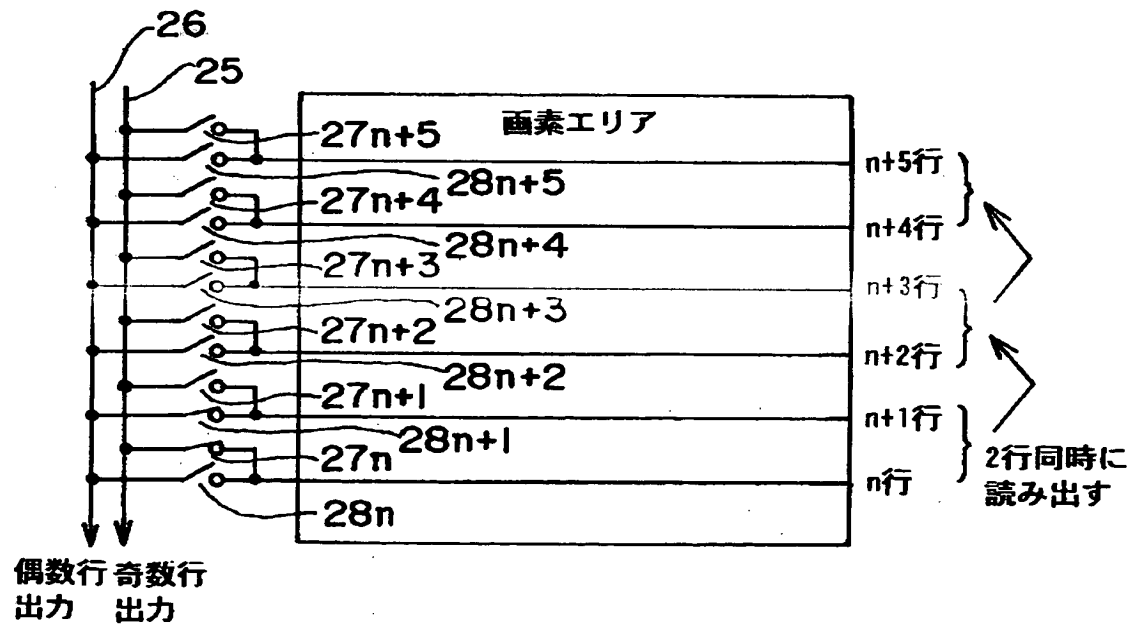 26
25
画素エリア
27n+5
n+5行
28n+5
27n+4
n+4行
28n+4
27n+3
n+3行
28n+3
27n+2
n+2行
28n+2
27n+1
n+1行
28n+1
27n
n行
2行同時に
読み出す
28n
偶数行
出力
奇数行
出力